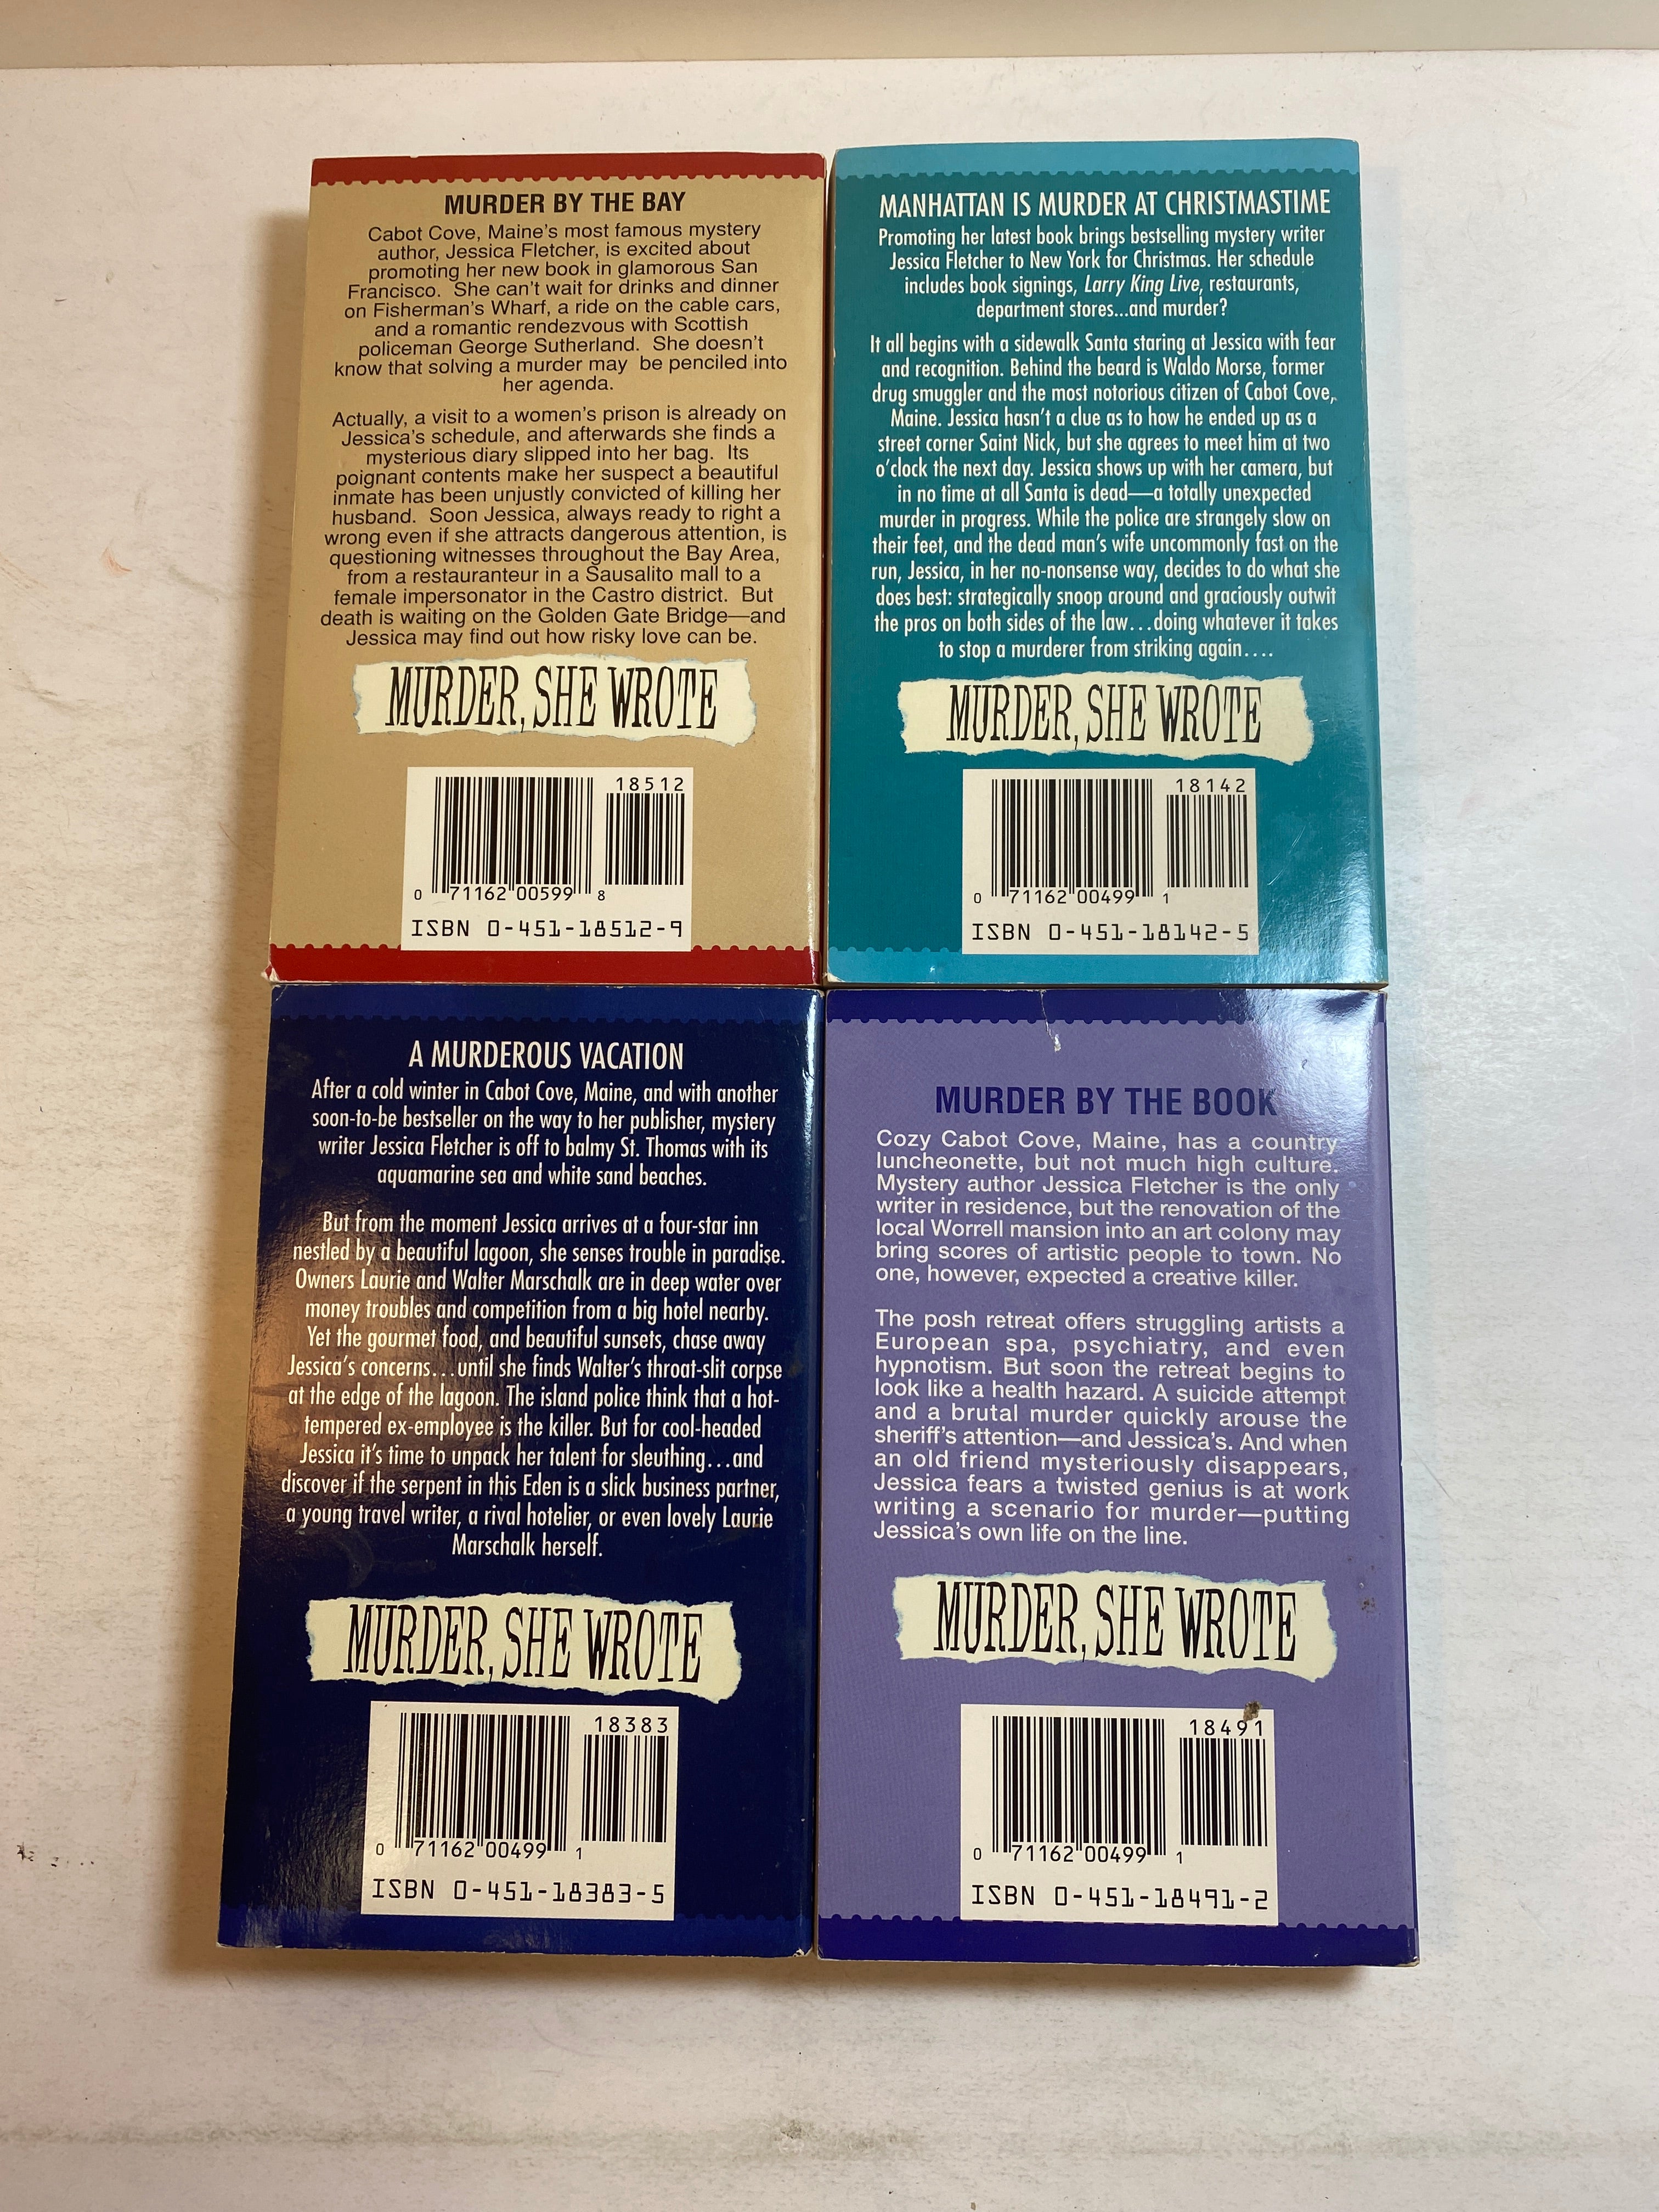 MURDER BY THE BAY
Cabot Cove, Maine's most famous mystery
author, Jessica Fletcher, is excited about
promoting her new book in glamorous San
Francisco. She can't wait for drinks and dinner
on Fisherman's Wharf, a ride on the cable cars,
and a romantic rendezvous with Scottish
policeman George Sutherland. She doesn't
know that solving a murder may be penciled into
her agenda.
Actually, a visit to a women's prison is already on
Jessica's schedule, and afterwards she finds a
mysterious diary slipped into her bag. Its
poignant contents make her suspect a beautiful
inmate has been unjustly convicted of killing her
husband. Soon Jessica, always ready to right a
wrong even if she attracts dangerous attention, is
questioning witnesses throughout the Bay Area,
from a restauranteur in a Sausalito mall to a
female impersonator in the Castro district. But
death is waiting on the Golden Gate Bridge—and
Jessica may find out how risky love can be.
MURDER, SHE WROTE
18512
0 71162 00599 8
ISBN 0-451-18512-9
MANHATTAN IS MURDER AT CHRISTMASTIME
Promoting her latest book brings bestselling mystery writer
Jessica Fletcher to New York for Christmas. Her schedule
includes book signings, Larry King Live, restaurants,
department stores...and murder?
It all begins with a sidewalk Santa staring at Jessica with fear
and recognition. Behind the beard is Waldo Morse, former
drug smuggler and the most notorious citizen of Cabot Cove,
Maine. Jessica hasn't a clue as to how he ended up as a
street corner Saint Nick, but she agrees to meet him at two
o'clock the next day. Jessica shows up with her camera, but
in no time at all Santa is dead—a totally unexpected
murder in progress. While the police are strangely slow on
their feet, and the dead man's wife uncommonly fast on the
run, Jessica, in her no-nonsense way, decides to do what she
does best: strategically snoop around and graciously outwit
the pros on both sides of the law...doing whatever it takes
to stop a murderer from striking again....
MURDER, SHE WROTE
18142
0 71162 00499 1
ISBN 0-451-18142-5
A MURDEROUS VACATION
After a cold winter in Cabot Cove, Maine, and with another
soon-to-be bestseller on the way to her publisher, mystery
writer Jessica Fletcher is off to balmy St. Thomas with its
aquamarine sea and white sand beaches.
But from the moment Jessica arrives at a four-star inn
nestled by a beautiful lagoon, she senses trouble in paradise.
Owners Laurie and Walter Marschalk are in deep water over
money troubles and competition from a big hotel nearby.
Yet the gourmet food, and beautiful sunsets, chase away
Jessica's concerns...until she finds Walter's throat-slit corpse
at the edge of the lagoon. The island police think that a hot-
tempered ex-employee is the killer. But for cool-headed
Jessica it's time to unpack her talent for sleuthing...and
discover if the serpent in this Eden is a slick business partner,
a young travel writer, a rival hotelier, or even lovely Laurie
Marschalk herself.
MURDER, SHE WROTE
18383
0 71162 00499 1
ISBN 0-451-18383-5
MURDER BY THE BOOK
Cozy Cabot Cove, Maine, has a country
luncheonette, but not much high culture.
Mystery author Jessica Fletcher is the only
writer in residence, but the renovation of the
local Worrell mansion into an art colony may
bring scores of artistic people to town. No
one, however, expected a creative killer.
The posh retreat offers struggling artists a
European spa, psychiatry, and even
hypnotism. But soon the retreat begins to
look like a health hazard. A suicide attempt
and a brutal murder quickly arouse the
sheriff's attention—and Jessica's. And when
an old friend mysteriously disappears,
Jessica fears a twisted genius is at work
writing a scenario for murder—putting
Jessica's own life on the line.
MURDER, SHE WROTE
18491
0 71162 00499 1
ISBN 0-451-18491-2